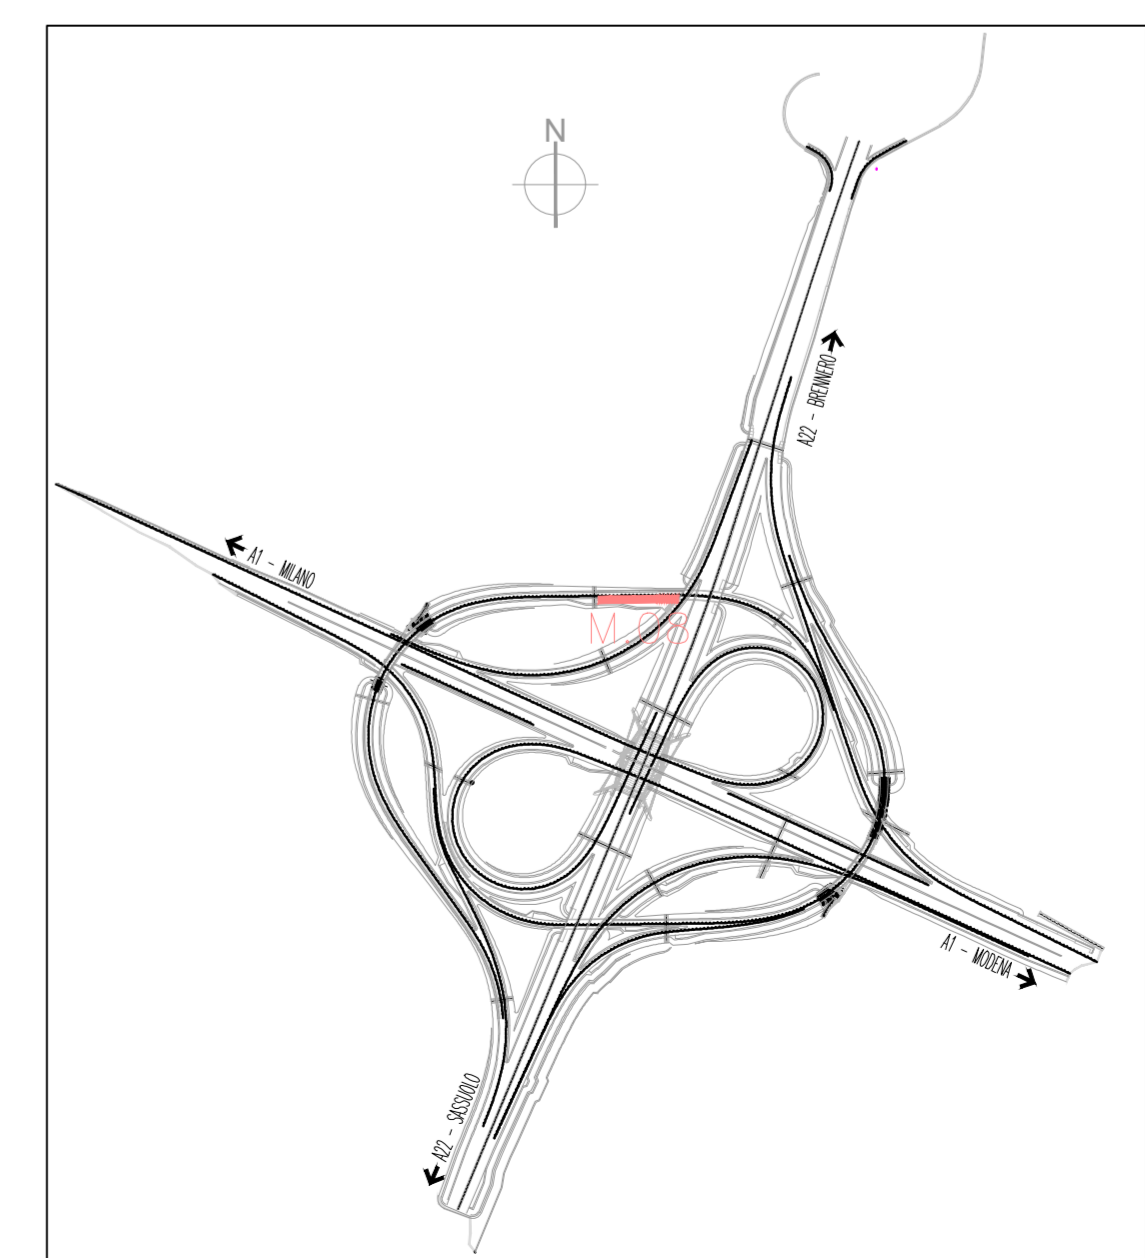 N
A22 - BRENNERO
A1 - MILANO
M.08
A1 - MODENA
A22 - SASSUOLO